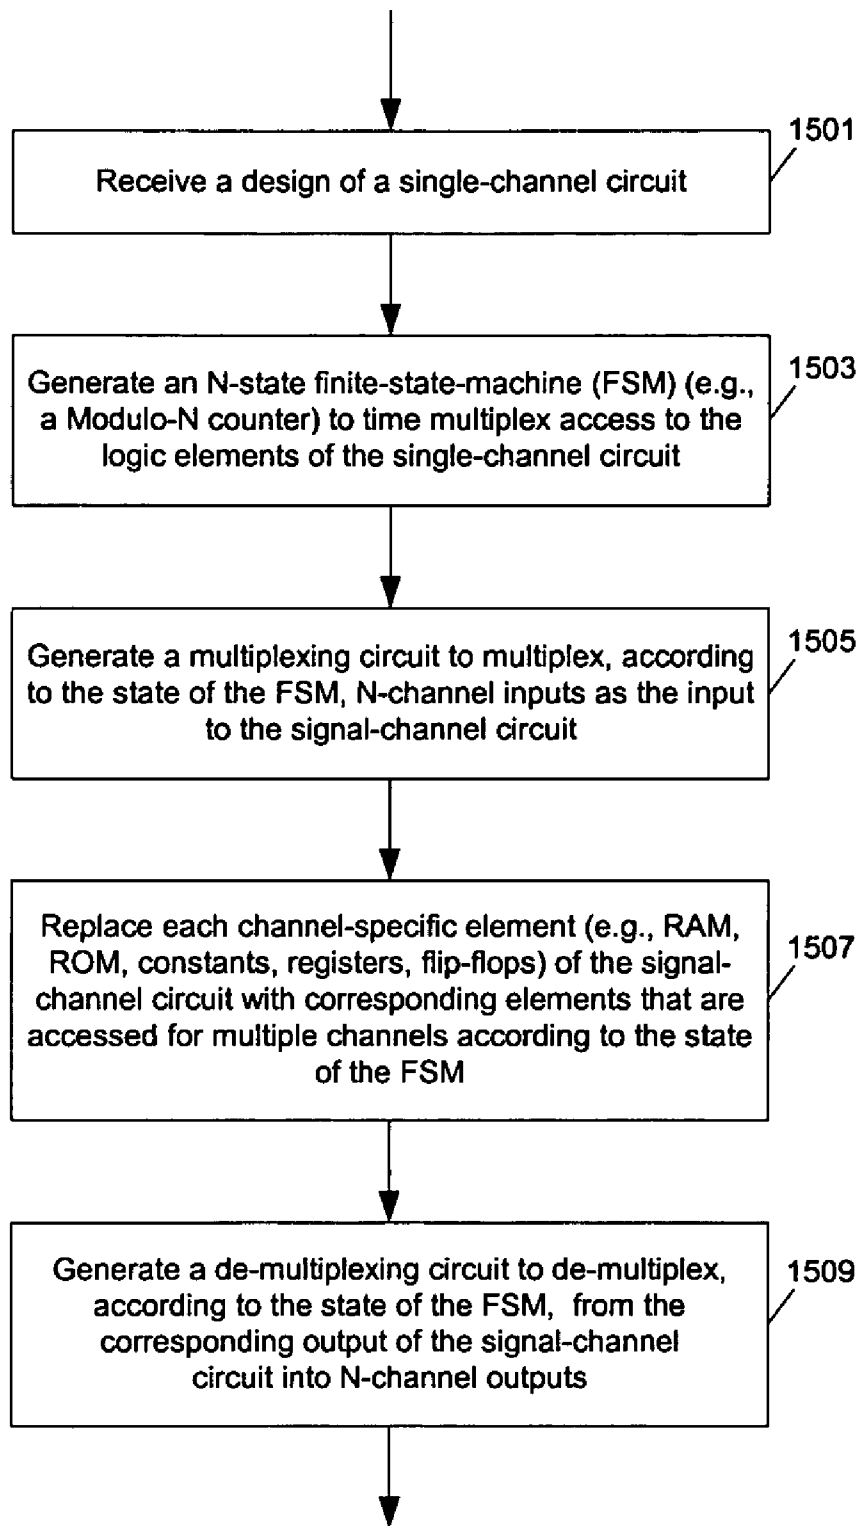 1501
Receive a design of a single-channel circuit
1503
Generate an N-state finite-state-machine (FSM) (e.g.,
a Modulo-N counter) to time multiplex access to the
logic elements of the single-channel circuit
1505
Generate a multiplexing circuit to multiplex, according
to the state of the FSM, N-channel inputs as the input
to the signal-channel circuit
1507
Replace each channel-specific element (e.g., RAM,
ROM, constants, registers, flip-flops) of the signal-
channel circuit with corresponding elements that are
accessed for multiple channels according to the state
of the FSM
1509
Generate a de-multiplexing circuit to de-multiplex,
according to the state of the FSM, from the
corresponding output of the signal-channel
circuit into N-channel outputs